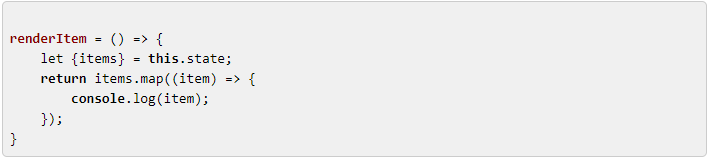 renderItem = () => {
    let {items} = this.state;
    return items.map((item) => {
        console.log(item);
    });
}